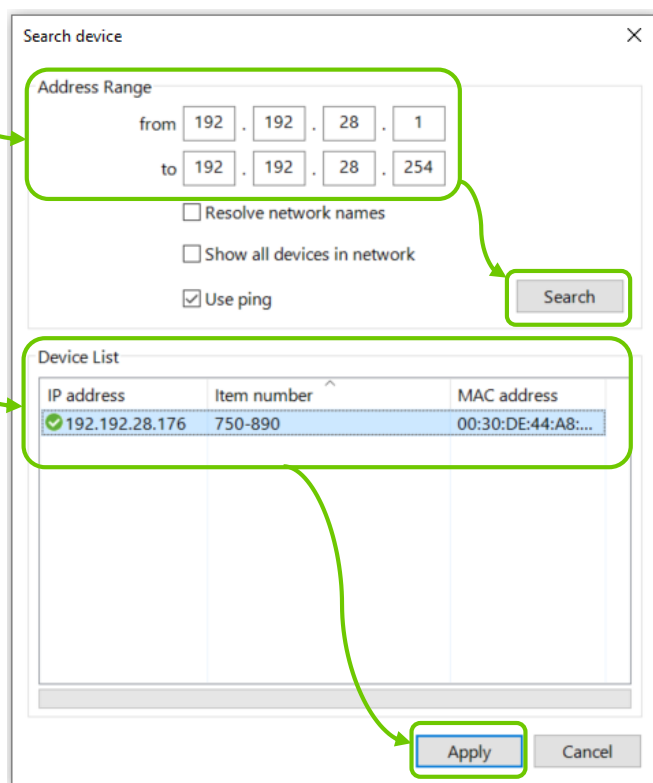 Search device
Address Range
from 192 . 192 . 28 . 1
to 192 . 192 . 28 . 254
Resolve network names
Show all devices in network
Use ping
Search
Device List
IP address Item number MAC address
192.192.28.176 750-890 00:30:DE:44:A8:...
Apply Cancel